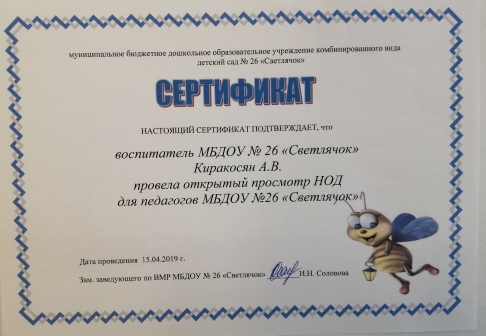 муниципальное бюджетное дошкольное образовательное учреждение комбинированного вида
детский сад № 26 «Светлячок»
СЕРТИФИКАТ
НАСТОЯЩИЙ СЕРТИФИКАТ ПОДТВЕРЖДАЕТ, что
воспитатель МБДОУ № 26 «Светлячок»
Киракосян А.В.
провела открытый просмотр НОД
для педагогов МБДОУ №26 «Светлячок»
Дата проведения 15.04.2019 г.
Зам. заведующего по ВМР МБДОУ № 26 «Светлячок» И.Н. Соловова